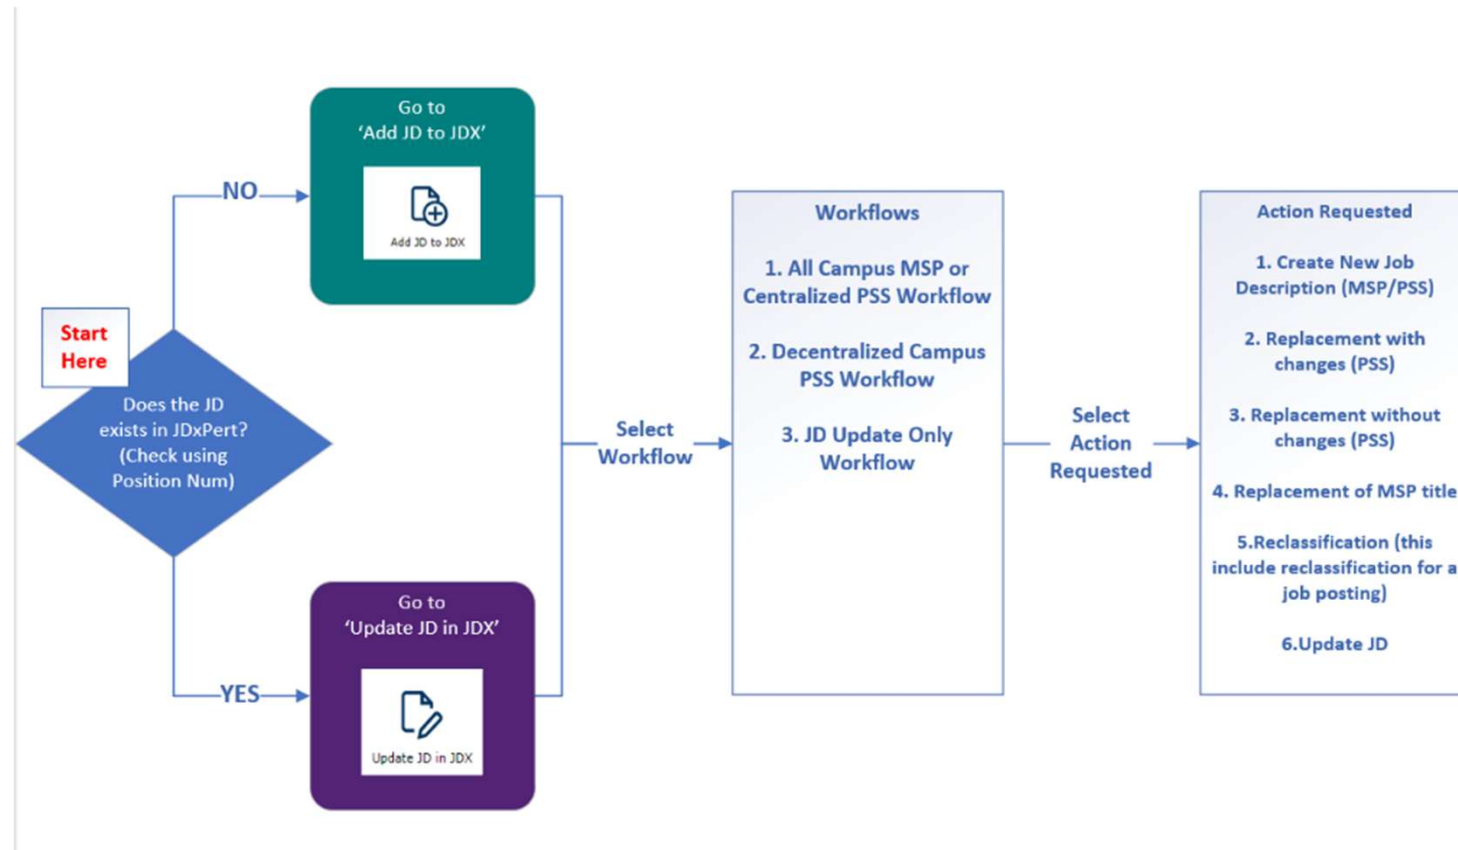 Start
Here
Does the JD
exists in JDxPert?
(Check using
Position Num)
NO
Go to
‘Add JD to JDX’
Add JD to JDX
YES
Go to
‘Update JD in JDX’
Update JD in JDX
Select
Workflow
Workflows
1. All Campus MSP or
Centralized PSS Workflow
2. Decentralized Campus
PSS Workflow
3. JD Update Only
Workflow
Select
Action
Requested
Action Requested
1. Create New Job
Description (MSP/PSS)
2. Replacement with
changes (PSS)
3. Replacement without
changes (PSS)
4. Replacement of MSP title
5.Reclassification (this
include reclassification for a
job posting)
6.Update JD